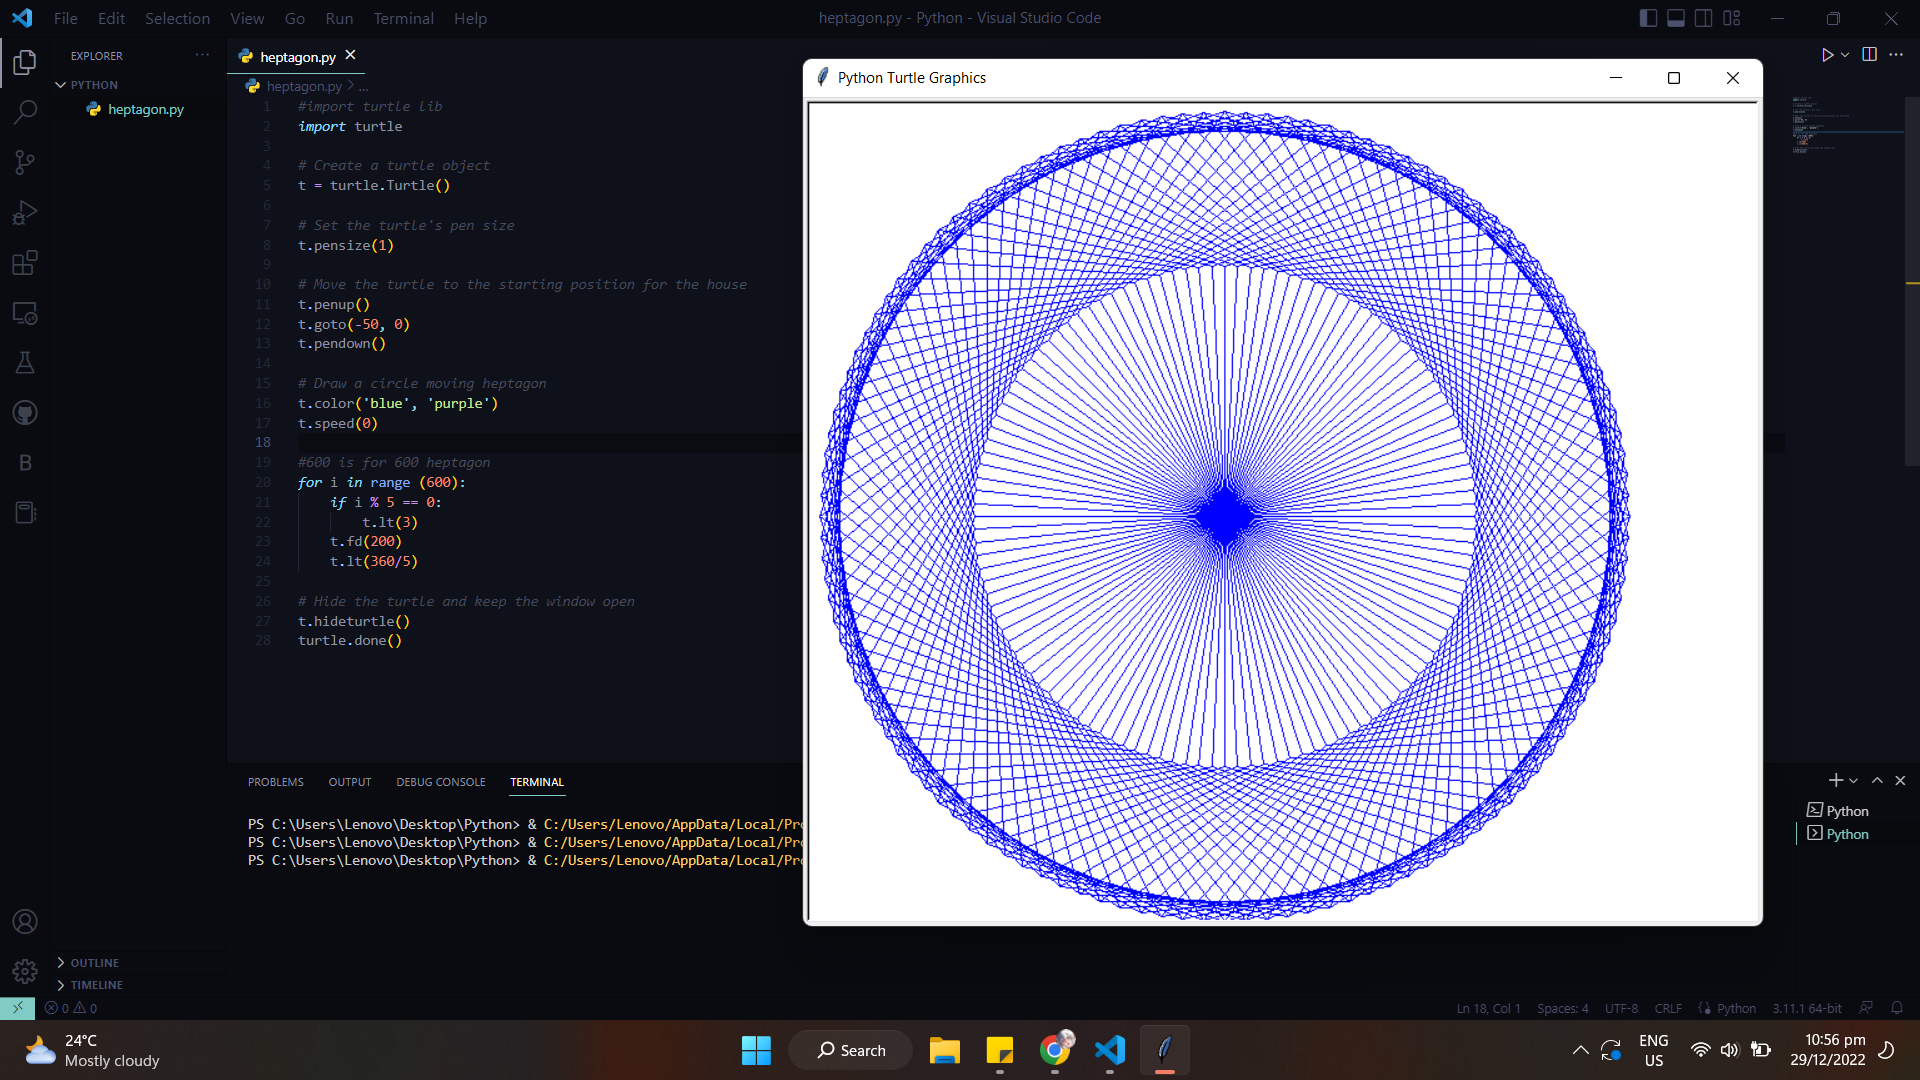 File Edit Selection View Go Run Terminal Help
heptagon.py - Python - Visual Studio Code
EXPLORER
PYTHON
heptagon.py
heptagon.py
heptagon.py > ...
1 #import turtle lib
2 import turtle
3
4 # Create a turtle object
5 t = turtle.Turtle()
6
7 # Set the turtle's pen size
8 t.pensize(1)
9
10 # Move the turtle to the starting position for the house
11 t.penup()
12 t.goto(-50, 0)
13 t.pendown()
14
15 # Draw a circle moving heptagon
16 t.color('blue', 'purple')
17 t.speed(0)
18
19 #600 is for 600 heptagon
20 for i in range (600):
21 if i % 5 == 0:
22 t.lt(3)
23 t.fd(200)
24 t.lt(360/5)
25
26 # Hide the turtle and keep the window open
27 t.hideturtle()
28 turtle.done()
Python Turtle Graphics
PROBLEMS OUTPUT DEBUG CONSOLE TERMINAL
PS C:\Users\Lenovo\Desktop\Python> & C:/Users/Lenovo/AppData/Local/Pro
PS C:\Users\Lenovo\Desktop\Python> & C:/Users/Lenovo/AppData/Local/Pro
PS C:\Users\Lenovo\Desktop\Python> & C:/Users/Lenovo/AppData/Local/Pro
Python
Python
OUTLINE
TIMELINE
0 0
Ln 18, Col 1 Spaces: 4 UTF-8 CRLF Python 3.11.1 64-bit
24°C
Mostly cloudy
Search
ENG
US
10:56 pm
29/12/2022